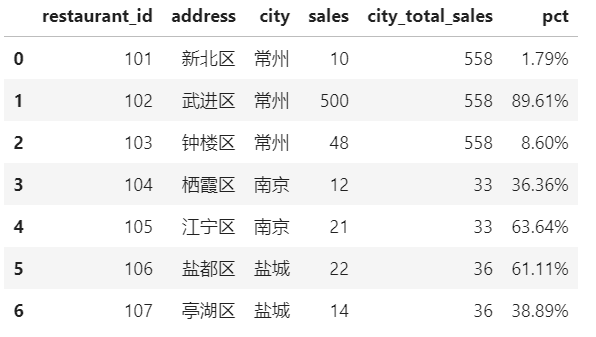 restaurant_id address city sales city_total_sales pct
0 101 新北区 常州 10 558 1.79%
1 102 武进区 常州 500 558 89.61%
2 103 钟楼区 常州 48 558 8.60%
3 104 栖霞区 南京 12 33 36.36%
4 105 江宁区 南京 21 33 63.64%
5 106 盐都区 盐城 22 36 61.11%
6 107 亭湖区 盐城 14 36 38.89%